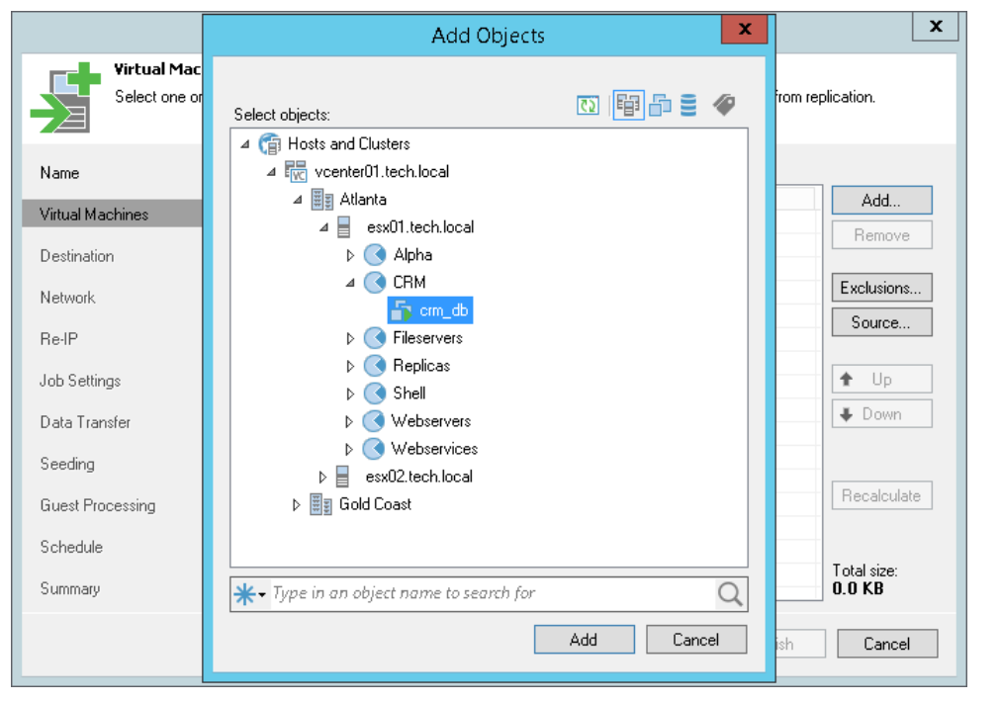 Add Objects
X
x
Virtual Mac
Select one or
from replication.
Select objects:
Name
Virtual Machines
Destination
Network
Re-IP
Job Settings
Data Transfer
Seeding
Guest Processing
Schedule
Summary
Hosts and Clusters
VC
vcenter01.tech.local
Atlanta
esx01.tech.local
Alpha
CRM
crm_db
Fileservers
Replicas
Shell
Webservers
Webservices
esx02.tech.local
Gold Coast
Type in an object name to search for
Add
Cancel
Add...
Remove
Exclusions...
Source...
Up
Down
Recalculate
Total size:
0.0 KB
ish
Cancel